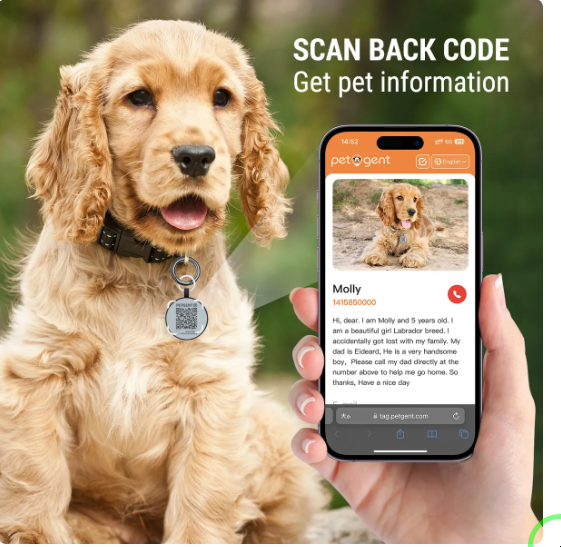 SCAN BACK CODE
Get pet information
14:52
5G
petgent
English
Molly
1415850000
Hi, dear. I am Molly and 5 years old. I
am a beautiful girl Labrador breed. I
accidentally got lost with my family. My
dad is Eideard, He is a very handsome
boy, Please call my dad directly at the
number above to help me go home. So
thanks, Have a nice day
E-mail
tag.petgent.com
PETGENT